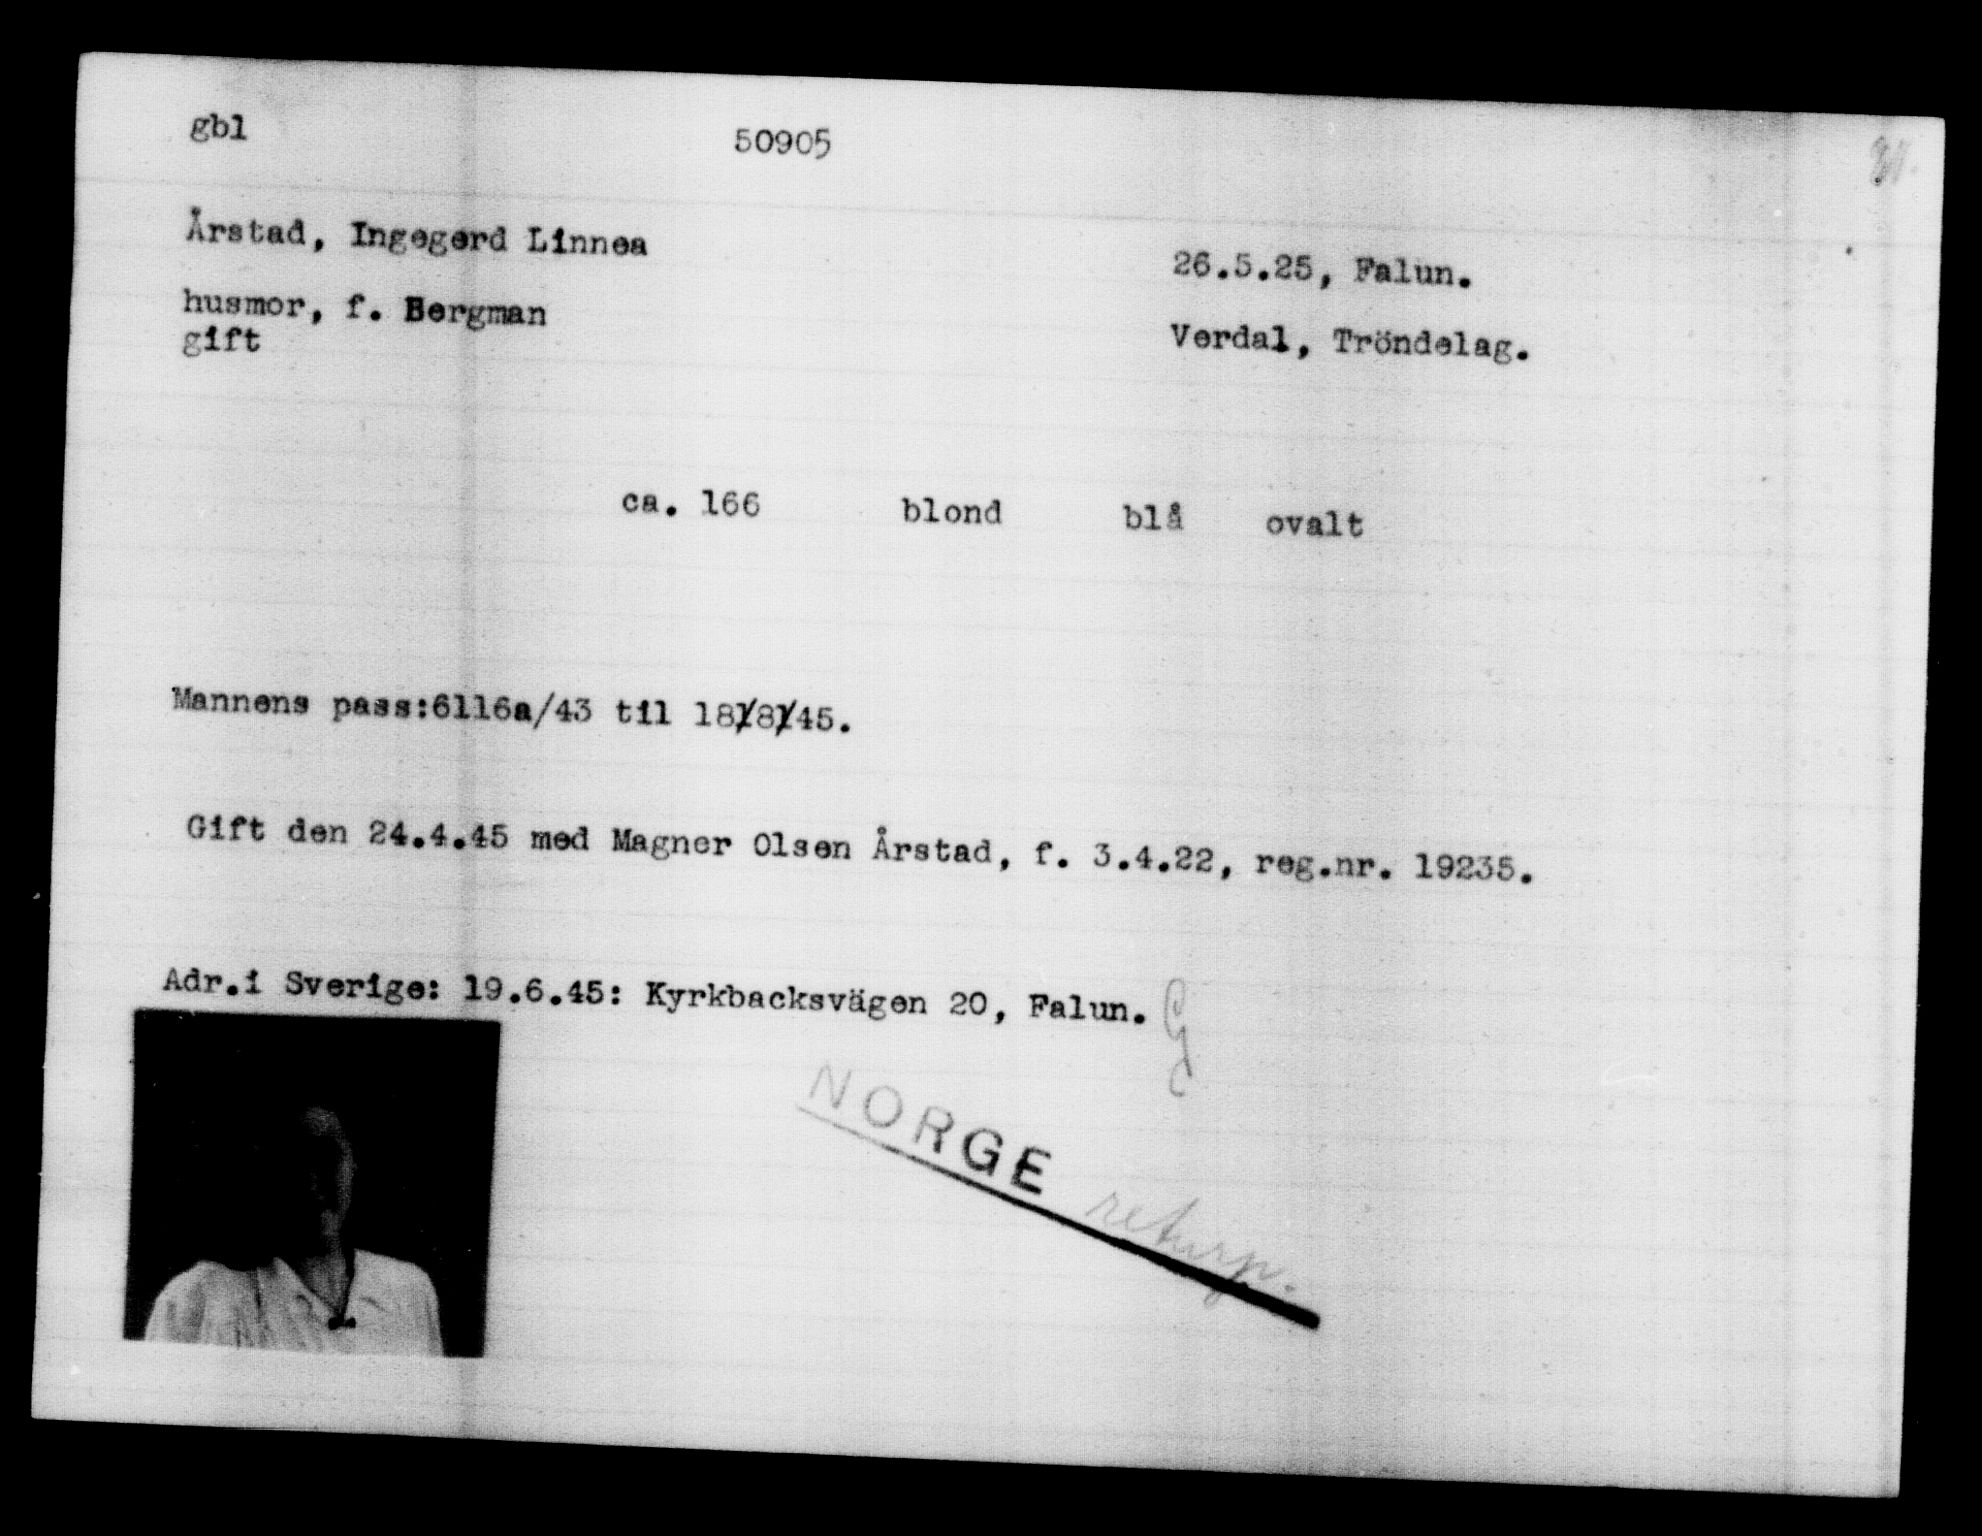 gbl 50905
Årstad, Ingegerd Linnea 26.5.25, Falun.
husmor, f. Bergman Verdal, Tröndelag.
gift
ca. 166 blond blå ovalt
Mannens pass:6116a/43 til 18/8/45.
Gift den 24.4.45 med Magner Olsen Årstad, f. 3.4.22, reg.nr. 19235.
Adr.i Sverige: 19.6.45: Kyrkbacksvägen 20, Falun.
NORGE